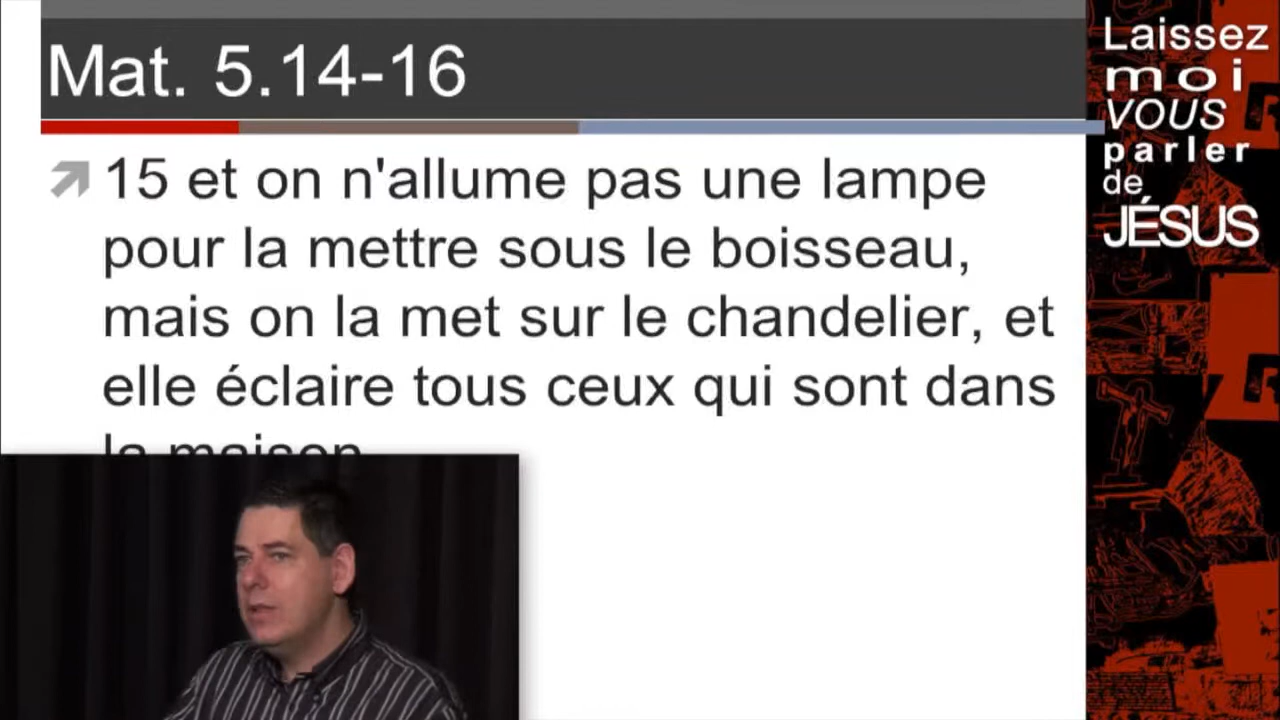 Mat. 5.14-16
15 et on n'allume pas une lampe
pour la mettre sous le boisseau,
mais on la met sur le chandelier, et
elle éclaire tous ceux qui sont dans
la maison
Laissez
moi
VOUS
parler
de
JÉSUS